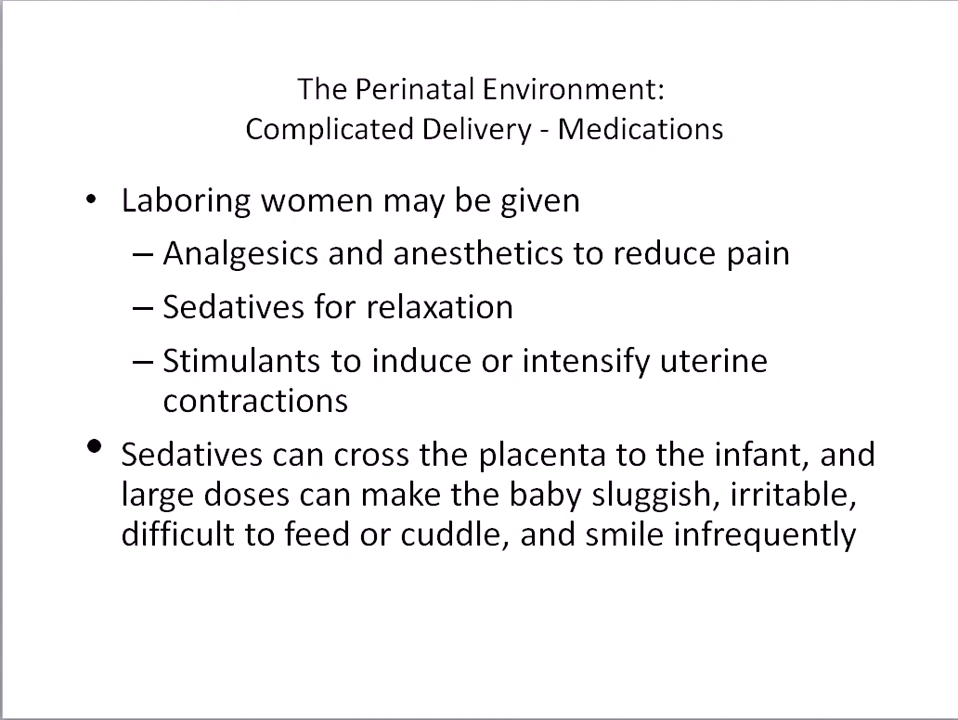 The Perinatal Environment:
Complicated Delivery - Medications
• Laboring women may be given
– Analgesics and anesthetics to reduce pain
– Sedatives for relaxation
– Stimulants to induce or intensify uterine
contractions
• Sedatives can cross the placenta to the infant, and
large doses can make the baby sluggish, irritable,
difficult to feed or cuddle, and smile infrequently